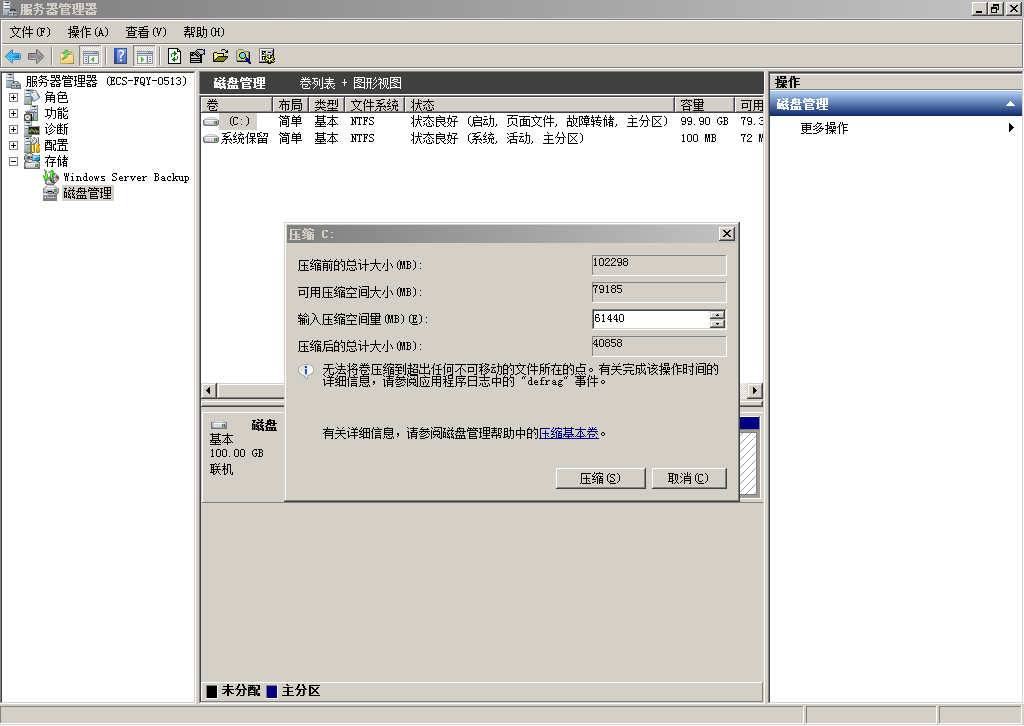 服务器管理器
文件(F) 操作(A) 查看(V) 帮助(H)
服务器管理器 (ECS-FQY-0513)
角色
功能
诊断
配置
存储
Windows Server Backup
磁盘管理
磁盘管理 卷列表 + 图形视图
卷 布局 类型 文件系统 状态 容量 可用
(C:) 简单 基本 NTFS 状态良好 (启动, 页面文件, 故障转储, 主分区) 99.90 GB 79.3
系统保留 简单 基本 NTFS 状态良好 (系统, 活动, 主分区) 100 MB 72 M
操作
磁盘管理
更多操作
压缩 C:
压缩前的总计大小(MB): 102298
可用压缩空间大小(MB): 79185
输入压缩空间量(MB)(E): 61440
压缩后的总计大小(MB): 40858
无法将卷压缩到超出任何不可移动的文件所在的点。有关完成该操作时间的
详细信息，请参阅应用程序日志中的“defrag”事件。
有关详细信息，请参阅磁盘管理帮助中的压缩基本卷。
压缩(S) 取消(C)
磁盘
基本
100.00 GB
联机
未分配 主分区